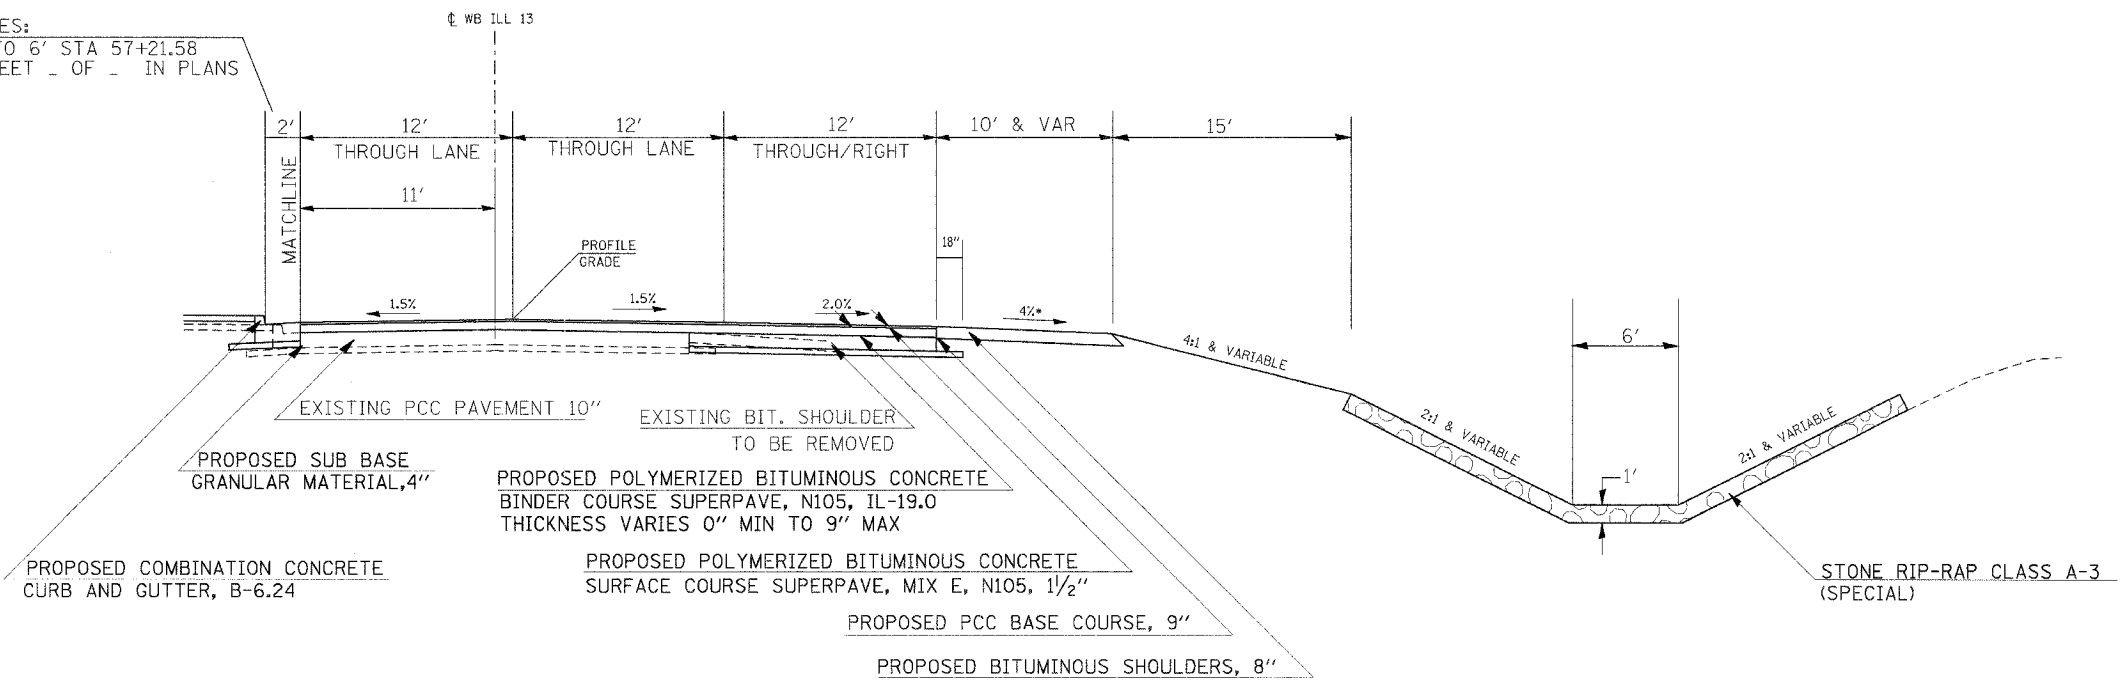 ℄ WB ILL 13
ES:
TO 6' STA 57+21.58
EET _ OF _ IN PLANS
2'
12'
12'
12'
10' & VAR
15'
THROUGH LANE
THROUGH LANE
THROUGH/RIGHT
MATCHLINE
11'
18"
PROFILE
GRADE
1.5%
1.5%
2.0%
4%*
4:1 & VARIABLE
6'
2:1 & VARIABLE
2:1 & VARIABLE
1'
EXISTING PCC PAVEMENT 10"
EXISTING BIT. SHOULDER
TO BE REMOVED
PROPOSED SUB BASE
GRANULAR MATERIAL,4"
PROPOSED POLYMERIZED BITUMINOUS CONCRETE
BINDER COURSE SUPERPAVE, N105, IL-19.0
THICKNESS VARIES 0" MIN TO 9" MAX
PROPOSED COMBINATION CONCRETE
CURB AND GUTTER, B-6.24
PROPOSED POLYMERIZED BITUMINOUS CONCRETE
SURFACE COURSE SUPERPAVE, MIX E, N105, 1½"
STONE RIP-RAP CLASS A-3
(SPECIAL)
PROPOSED PCC BASE COURSE, 9"
PROPOSED BITUMINOUS SHOULDERS, 8"